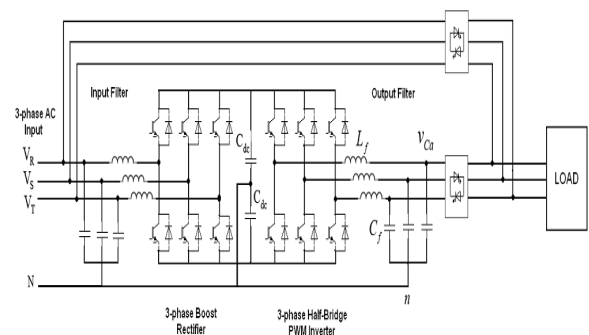 Input Filter
Output Filter
3-phase AC
Input
V_R
V_S
V_T
N
C_dc
C_dc
L_f
v_Ca
C_f
n
LOAD
3-phase Boost
Rectifier
3-phase Half-Bridge
PWM Inverter